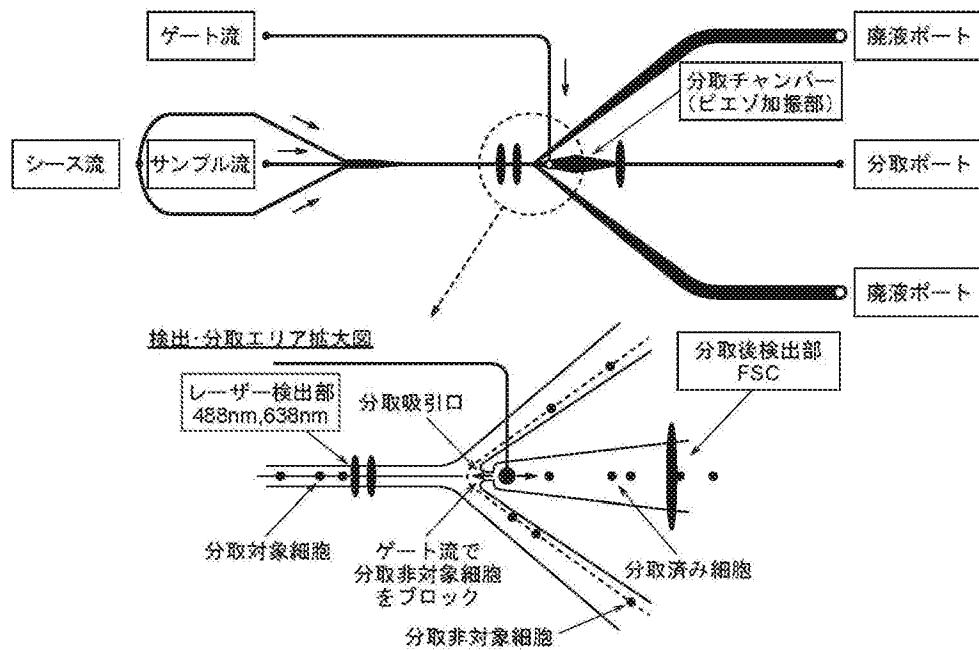 ゲート流
廃液ポート
分取チャンバー
(ピエゾ加振部)
シース流
サンプル流
分取ポート
廃液ポート
検出・分取エリア拡大図
レーザー検出部
488nm,638nm
分取吸引口
分取後検出部
FSC
分取対象細胞
ゲート流で
分取非対象細胞
をブロック
分取済み細胞
分取非対象細胞